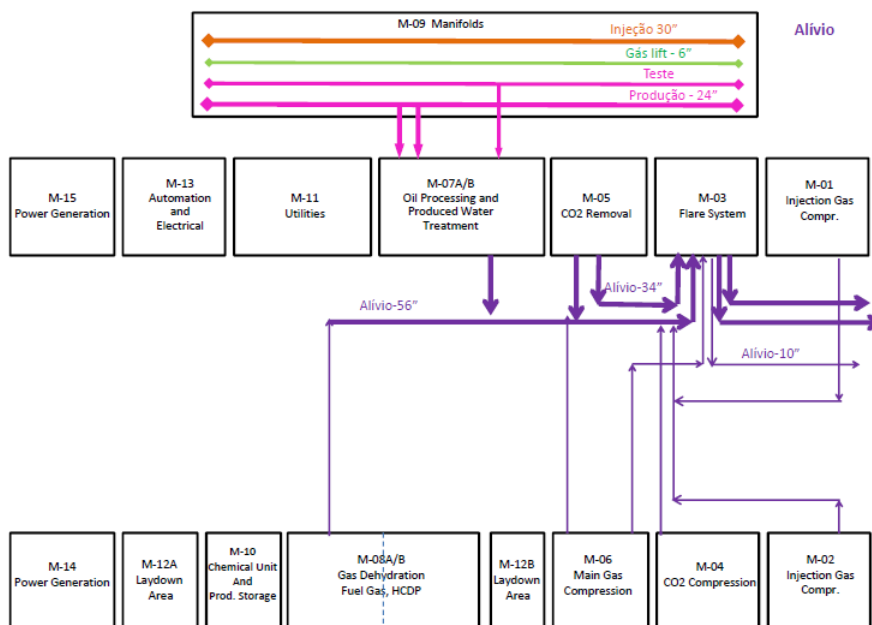 M-09 Manifolds
Injeção 30”
Alívio
Gás lift - 6”
Teste
Produção - 24”
M-15
Power Generation
M-13
Automation
and
Electrical
M-11
Utilities
M-07A/B
Oil Processing and
Produced Water
Treatment
M-05
CO2 Removal
M-03
Flare System
M-01
Injection Gas
Compr.
Alívio-34”
Alívio-56”
Alívio-10”
M-14
Power Generation
M-12A
Laydown
Area
M-10
Chemical Unit
And
Prod. Storage
M-08A/B
Gas Dehydration
Fuel Gas, HCDP
M-12B
Laydown
Area
M-06
Main Gas
Compression
M-04
CO2 Compression
M-02
Injection Gas
Compr.